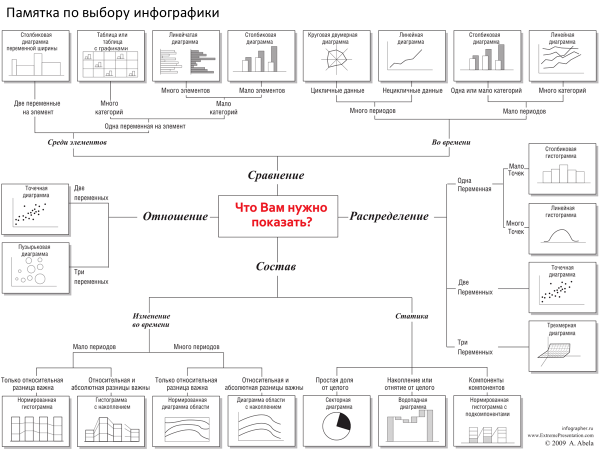 Памятка по выбору инфографики
Столбиковая
диаграмма
переменной ширины
Таблица или
таблица
с графиками
Линейчатая
диаграмма
Столбиковая
диаграмма
Круговая двумерная
диаграмма
Линейная
диаграмма
Столбиковая
диаграмма
Линейная
диаграмма
Много элементов
Мало элементов
Цикличные данные
Нецикличные данные
Одна или мало категорий
Много категорий
Две переменные
на элемент
Много
категорий
Мало
категорий
Много периодов
Мало периодов
Одна переменная на элемент
Среди элементов
Во времени
Сравнение
Что Вам нужно
показать?
Отношение
Точечная
диаграмма
Две
переменных
Пузырьковая
диаграмма
Три
переменных
Распределение
Одна
Переменная
Мало
Точек
Столбиковая
гистограмма
Много
Точек
Линейная
гистограмма
Две
Переменных
Точечная
диаграмма
Три
Переменных
Трехмерная
диаграмма
Состав
Изменение
во времени
Статика
Мало периодов
Много периодов
Только относительная
разница важна
Относительная и
абсолютная разницы важны
Только относительная
разница важна
Относительная и
абсолютная разницы важны
Простая доля
от целого
Накопление или
отнятие от целого
Компоненты
компонентов
Нормированная
гистограмма
Гистограмма
с накоплением
Нормированная
диаграмма области
Диаграмма области
с накоплением
Секторная
диаграмма
Водопадная
диаграмма
Нормированная
гистограмма с
подкомпонентами
infographer.ru
www.ExtremePresentation.com
© 2009 A. Abela